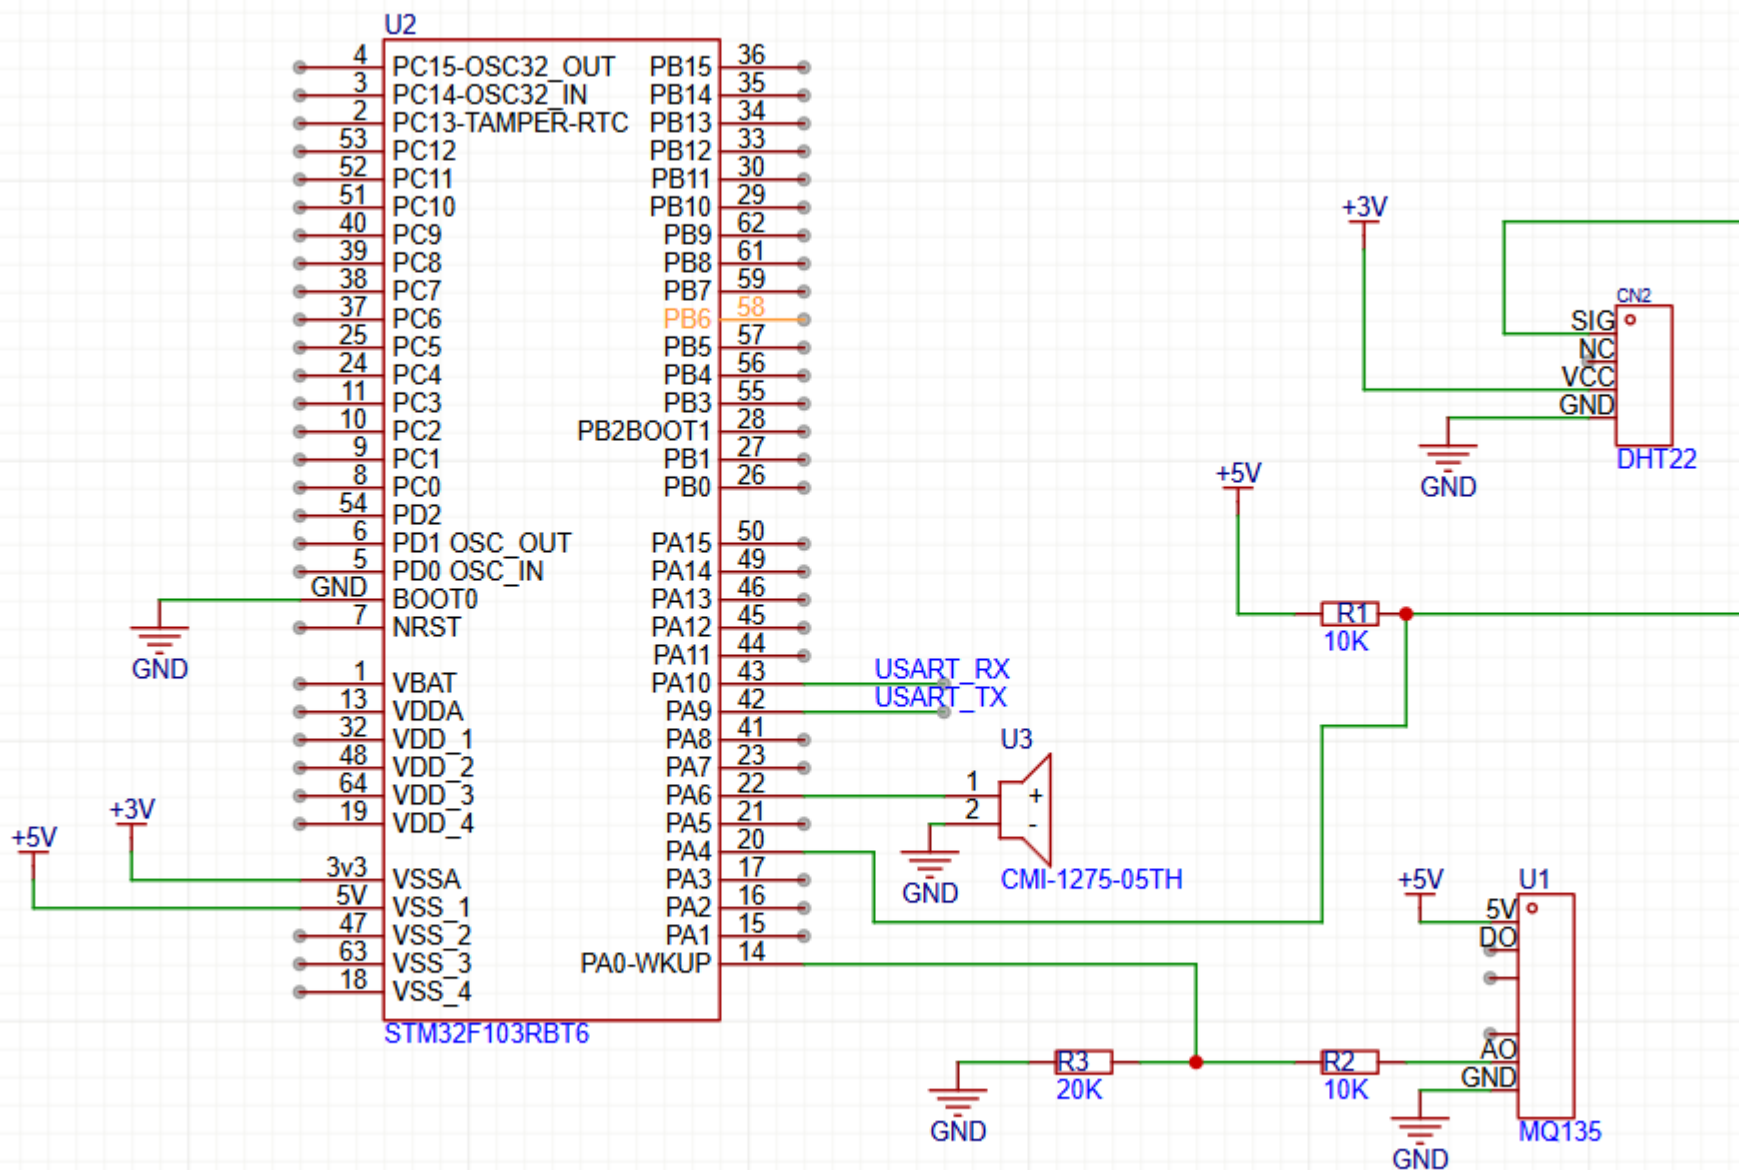 U2
4 PC15-OSC32_OUT PB15 36
3 PC14-OSC32_IN PB14 35
2 PC13-TAMPER-RTC PB13 34
53 PC12 PB12 33
52 PC11 PB11 30
51 PC10 PB10 29
40 PC9 PB9 62
39 PC8 PB8 61
38 PC7 PB7 59
37 PC6 PB6 58
25 PC5 PB5 57
24 PC4 PB4 56
11 PC3 PB3 55
10 PC2 PB2BOOT1 28
9 PC1 PB1 27
8 PC0 PB0 26
54 PD2
6 PD1 OSC_OUT PA15 50
5 PD0 OSC_IN PA14 49
GND BOOT0 PA13 46
7 NRST PA12 45
GND
PA11 44
1 VBAT PA10 43 USART_RX
13 VDDA PA9 42 USART_TX
32 VDD_1 PA8 41
48 VDD_2 PA7 23
64 VDD_3 PA6 22
19 VDD_4 PA5 21
PA4 20
+3V
+5V
3v3 VSSA PA3 17
5V VSS_1 PA2 16
47 VSS_2 PA1 15
63 VSS_3 PA0-WKUP 14
18 VSS_4
STM32F103RBT6
U3
1 +
2 -
GND
CMI-1275-05TH
+3V
CN2
SIG
NC
VCC
GND
DHT22
GND
+5V
R1
10K
+5V
U1
5V
DO
AO
GND
MQ135
GND
R2
10K
R3
20K
GND